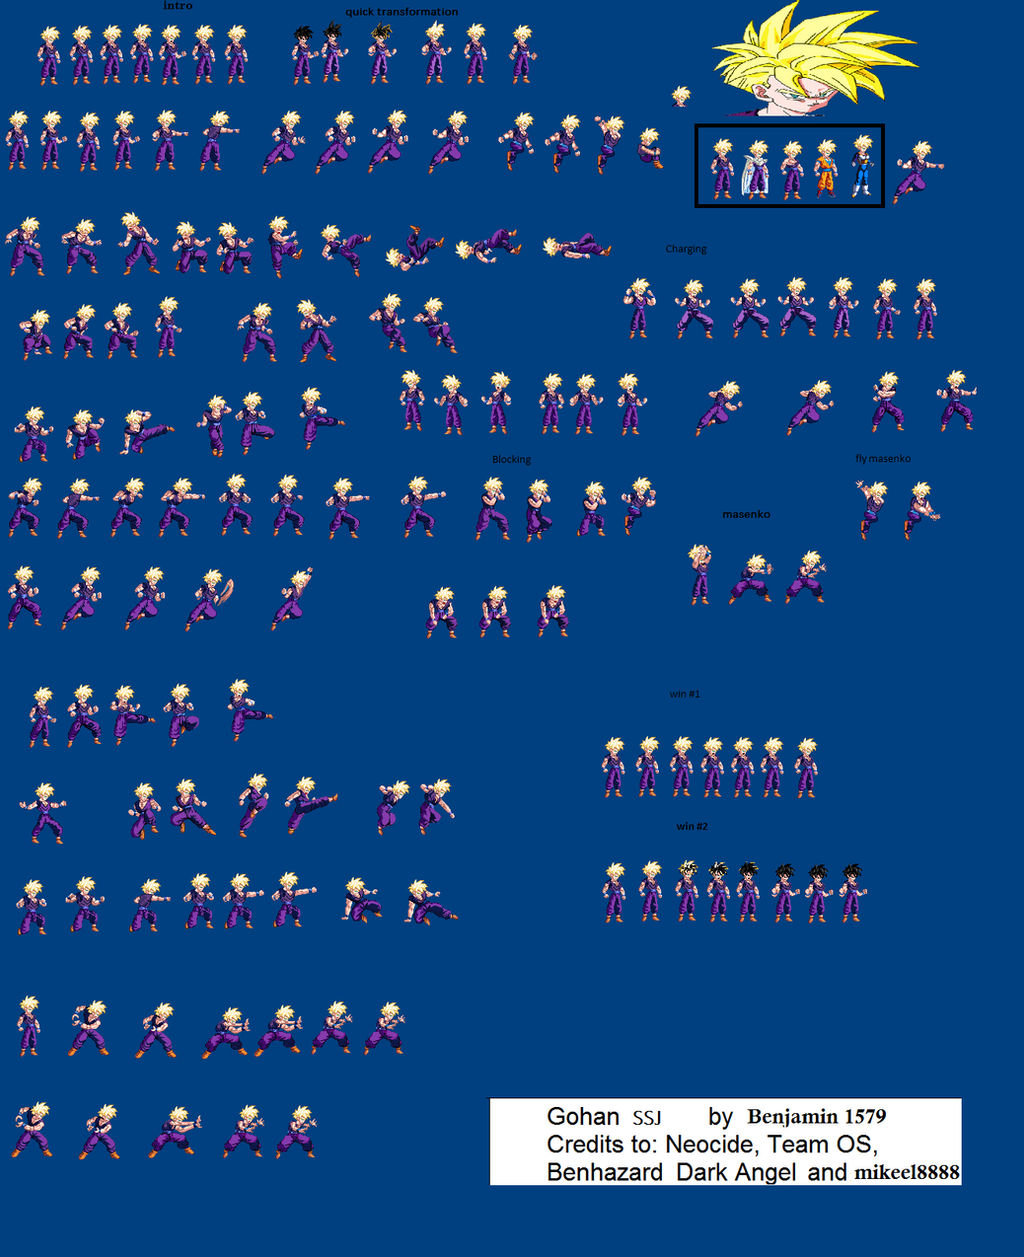 intro
quick transformation
Charging
Blocking
fly masenko
masenko
win #1
win #2
Gohan SSJ by Benjamin 1579
Credits to: Neocide, Team OS,
Benhazard Dark Angel and mikeel8888